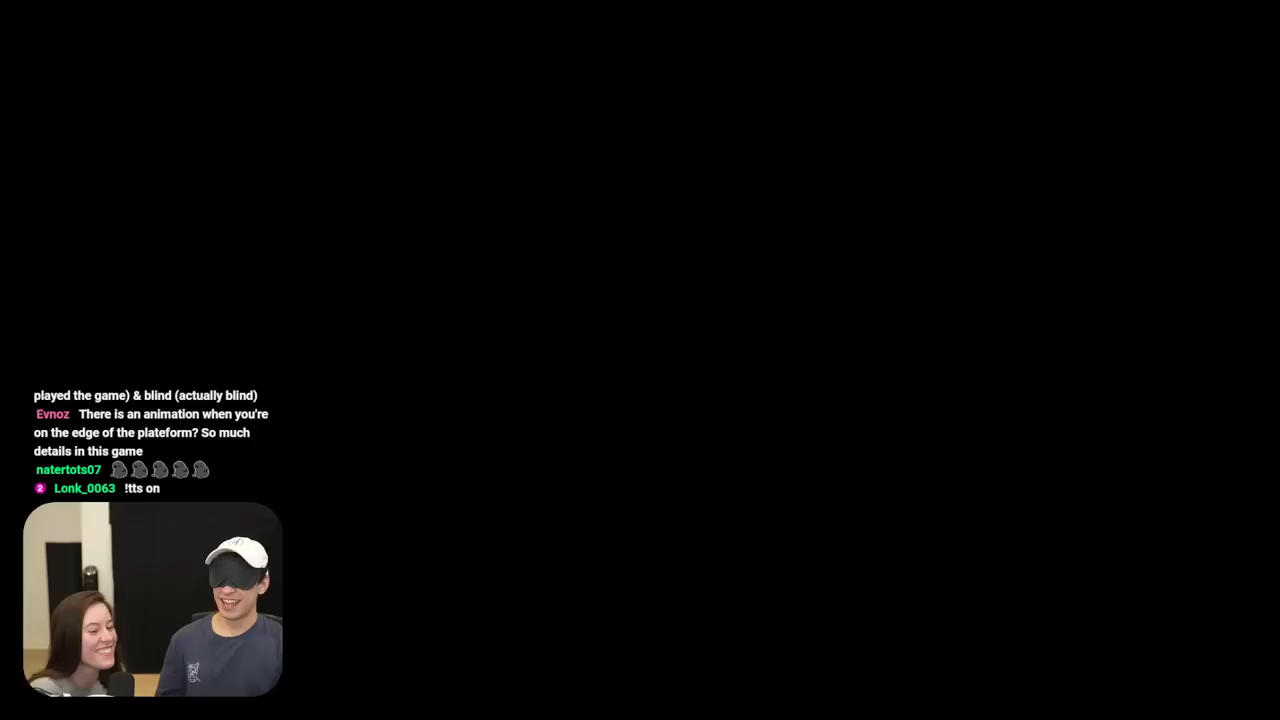 played the game) & blind (actually blind)
Evnoz There is an animation when you're
on the edge of the plateform? So much
details in this game
natertots07
2 Lonk_0063 !tts on